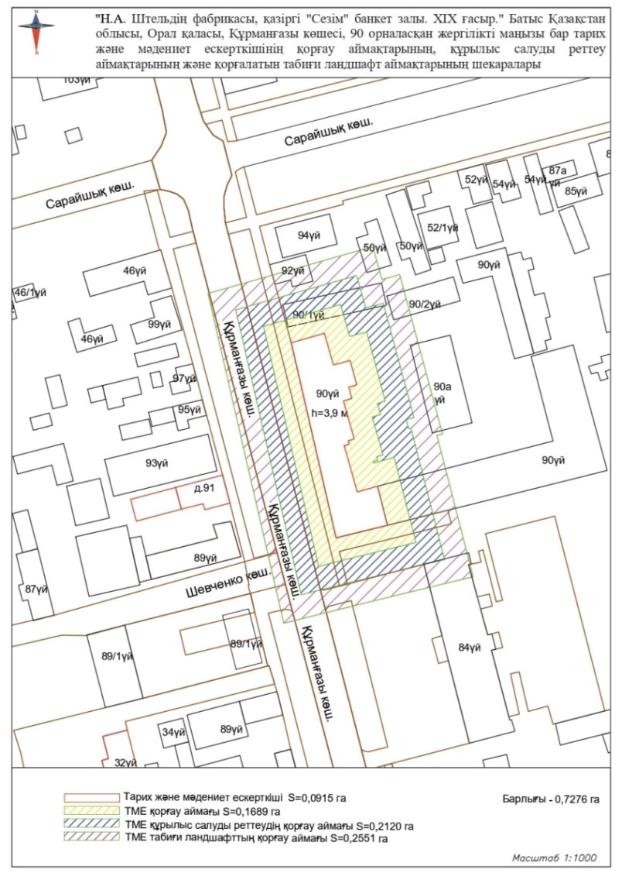 "Н.А. Штельдің фабрикасы, қазіргі "Сезім" банкет залы. XIX ғасыр." Батыс Қазақстан
облысы, Орал қаласы, Құрманғазы көшесі, 90 орналасқан жергілікті маңызы бар тарих
және мәдениет ескерткішінің қорғау аймақтарының, құрылыс салуды реттеу
аймақтарының және қорғалатын табиғи ландшафт аймақтарының шекаралары
103үй
Сарайшық көш.
Сарайшық көш.
52үй
54үй
54үй
87а
үй
85үй
94үй
50үй
50үй
52/1үй
92үй
90үй
46үй
46/1үй
90/2үй
90/1үй
99үй
46үй
Құрманғазы көш.
97үй
90үй
90а
үй
h=3,9 м
95үй
93үй
90үй
д.91
Құрманғазы көш.
89үй
Шевченко көш.
87үй
89/1үй
89/1үй
84үй
Құрманғазы көш.
34үй
89үй
32үй
Тарих және мәдениет ескерткіші S=0,0915 га
Барлығы - 0,7276 га
ТМЕ қорғау аймағы S=0,1689 га
ТМЕ құрылыс салуды реттеудің қорғау аймағы S=0,2120 га
ТМЕ табиғи ландшафттың қорғау аймағы S=0,2551 га
Масштаб 1:1000